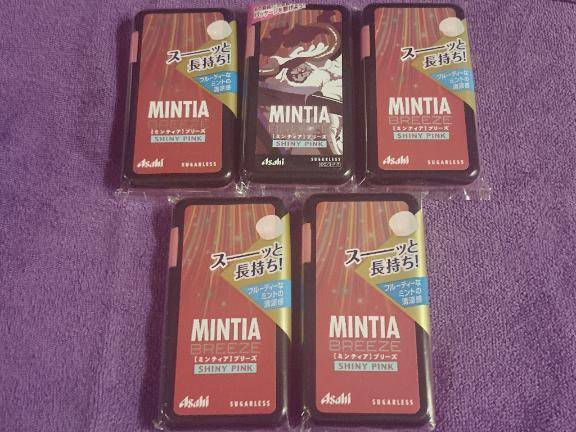 スーーッと
長持ち!
フルーティーな
ミントの
清涼感
MINTIA
BREEZE
[ミンティア]ブリーズ
SHINY PINK
Asahi SUGARLESS
MINTIA
[ミンティア]ブリーズ
SHINY PINK
Asahi SUGARLESS
スーーッと
長持ち!
フルーティーな
ミントの
清涼感
MINTIA
BREEZE
[ミンティア]ブリーズ
SHINY PINK
Asahi SUGARLESS
スーーッと
長持ち!
フルーティーな
ミントの
清涼感
MINTIA
BREEZE
[ミンティア]ブリーズ
SHINY PINK
Asahi SUGARLESS
スーーッと
長持ち!
フルーティーな
ミントの
清涼感
MINTIA
BREEZE
[ミンティア]ブリーズ
SHINY PINK
Asahi SUGARLESS